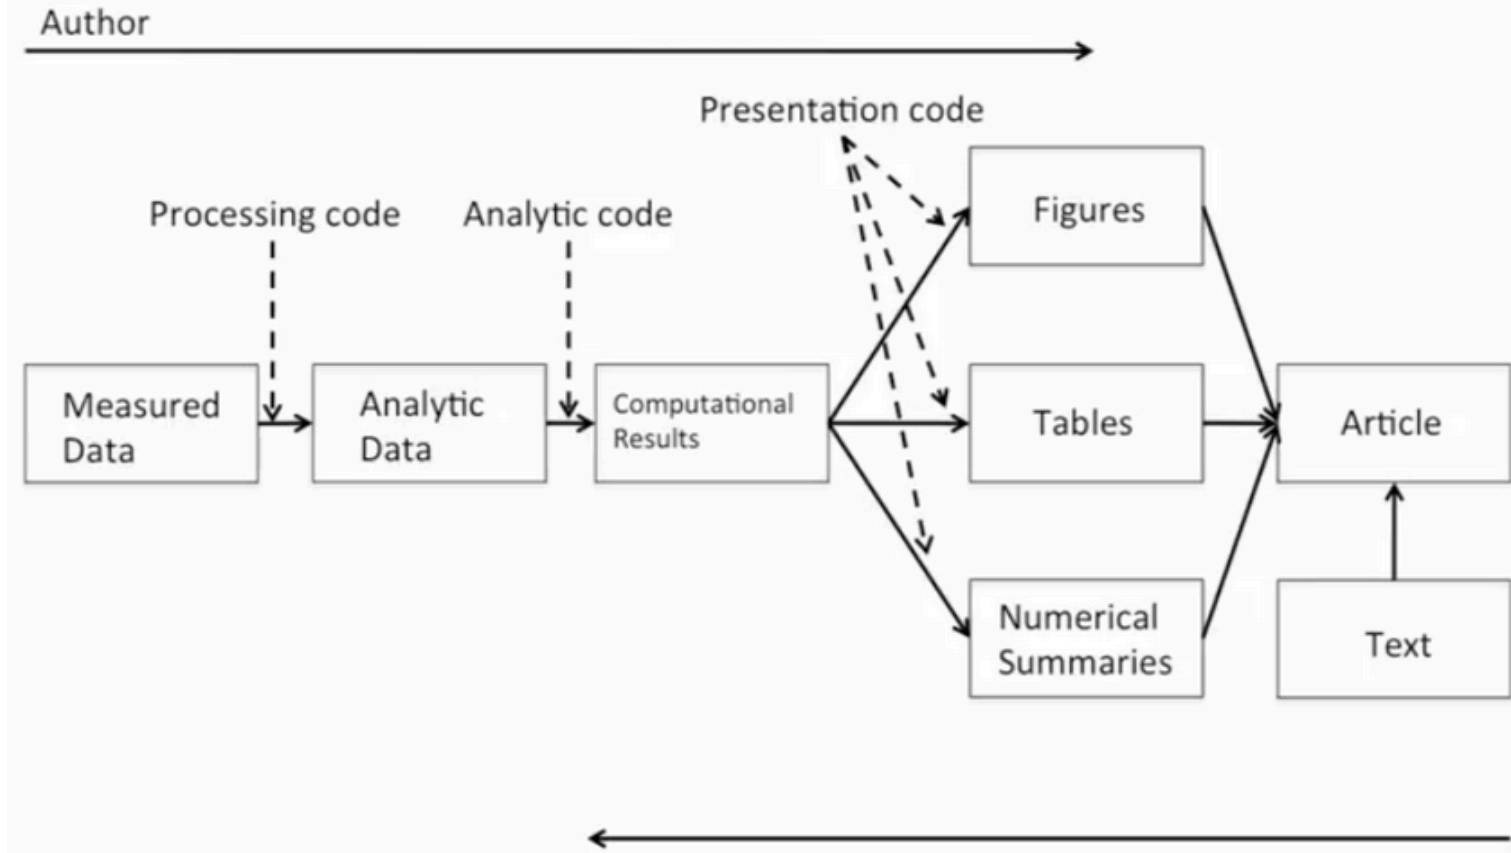 Author
Presentation code
Figures
Processing code
Analytic code
Measured
Data
Analytic
Data
Computational
Results
Tables
Article
Numerical
Summaries
Text